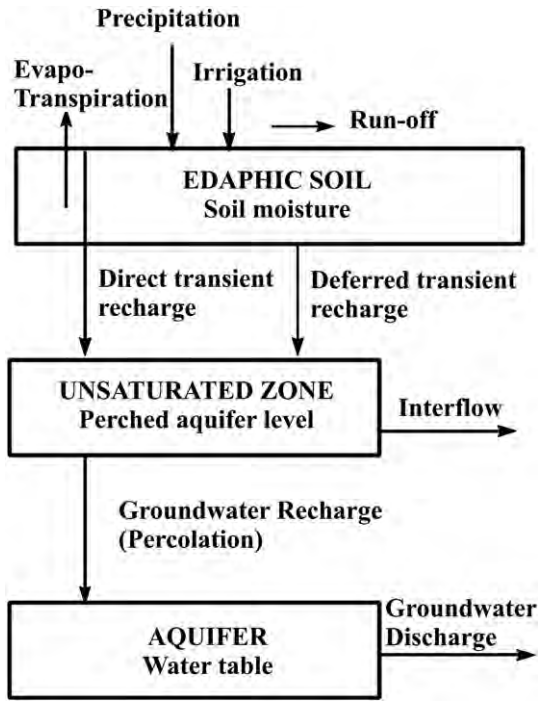 Precipitation
Evapo-
Transpiration
Irrigation
Run-off
EDAPHIC SOIL
Soil moisture
Direct transient
recharge
Deferred transient
recharge
UNSATURATED ZONE
Perched aquifer level
Interflow
Groundwater Recharge
(Percolation)
Groundwater
Discharge
AQUIFER
Water table